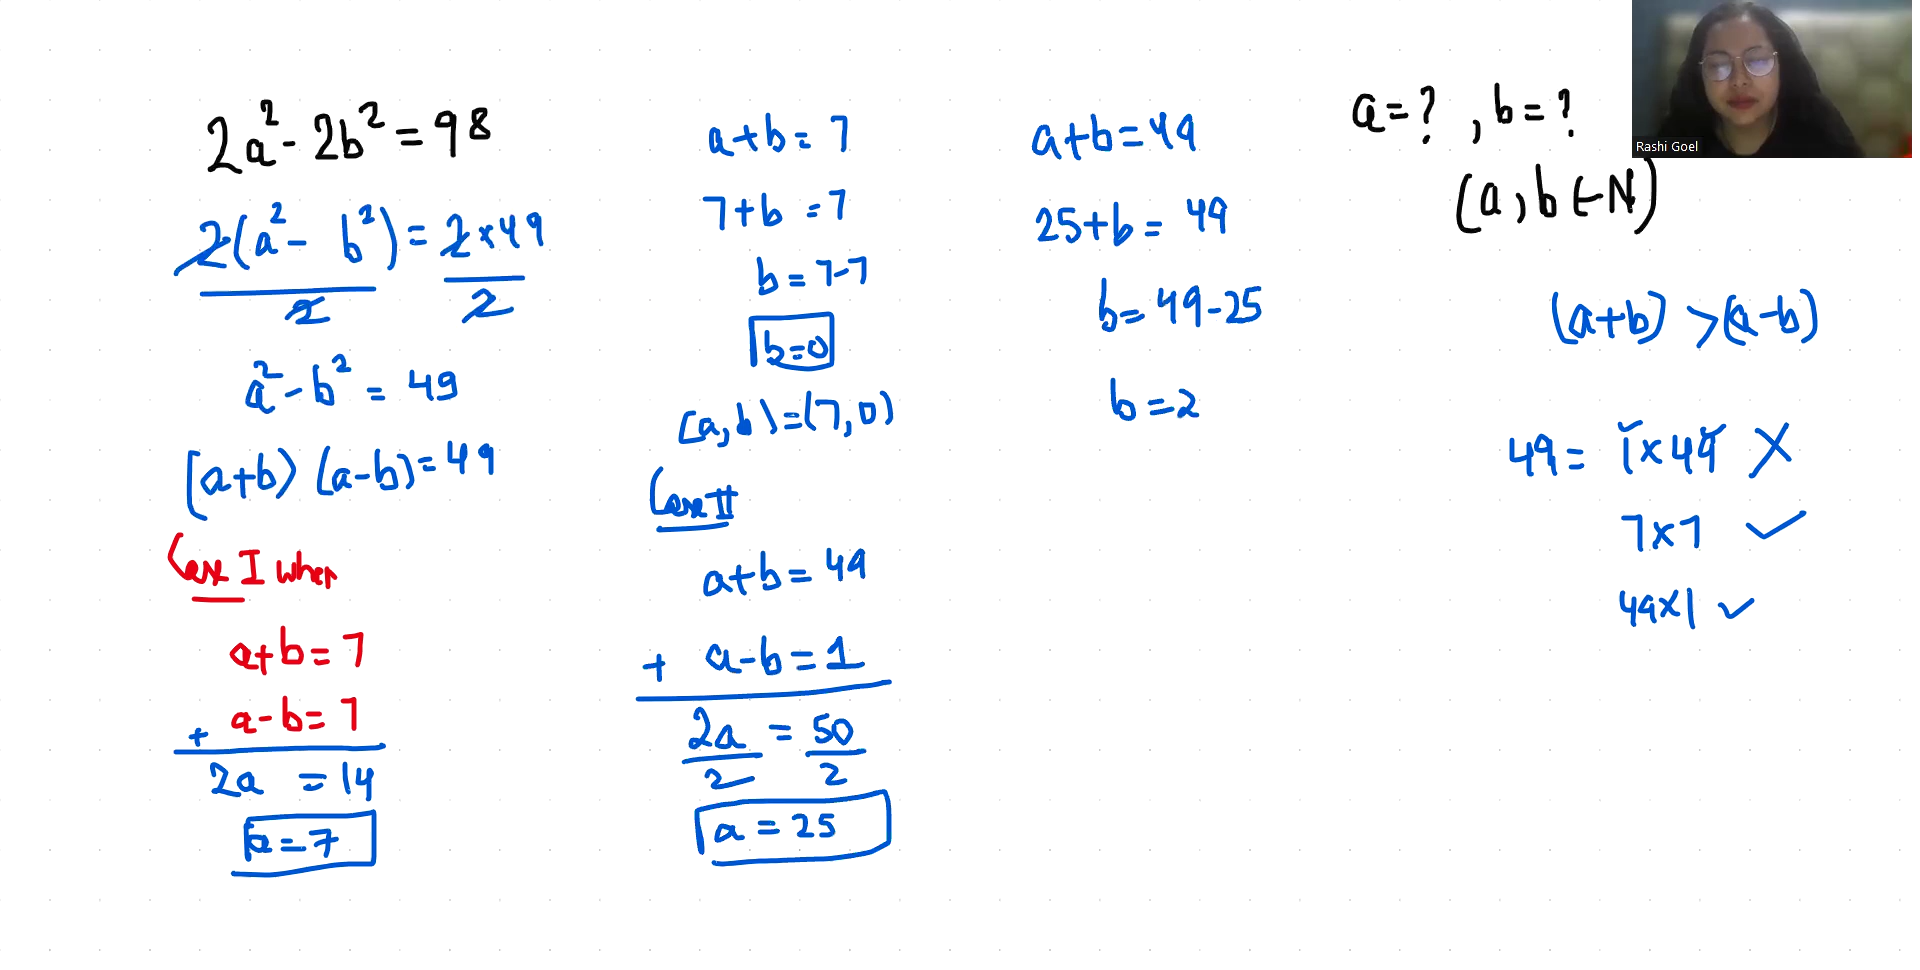 2a² - 2b² = 98
2(a² - b²) = 2 × 49
2 2
a² - b² = 49
(a+b) (a-b) = 49
Case I when
a+b = 7
+ a-b = 7
2a = 14
a = 7
a+b = 7
7+b = 7
b = 7-7
b=0
(a,b) = (7,0)
Case II
a+b = 49
+ a-b = 1
2a = 50
2 2
a = 25
a+b = 49
25+b = 49
b = 49-25
b = 2
a = ? , b = ?
(a, b ∈ N)
(a+b) > (a-b)
49 = 1×49 ✗
7×7 ✓
49×1 ✓
Rashi Goel